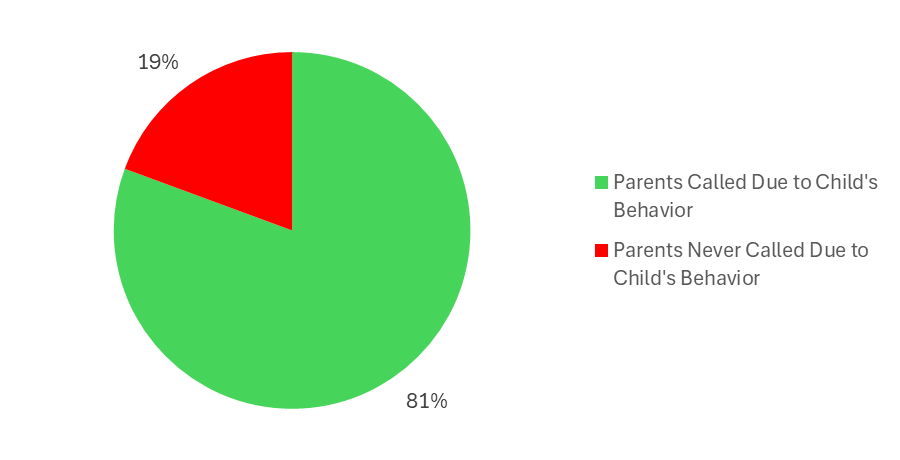 19%
Parents Called Due to Child's
Behavior
Parents Never Called Due to
Child's Behavior
81%